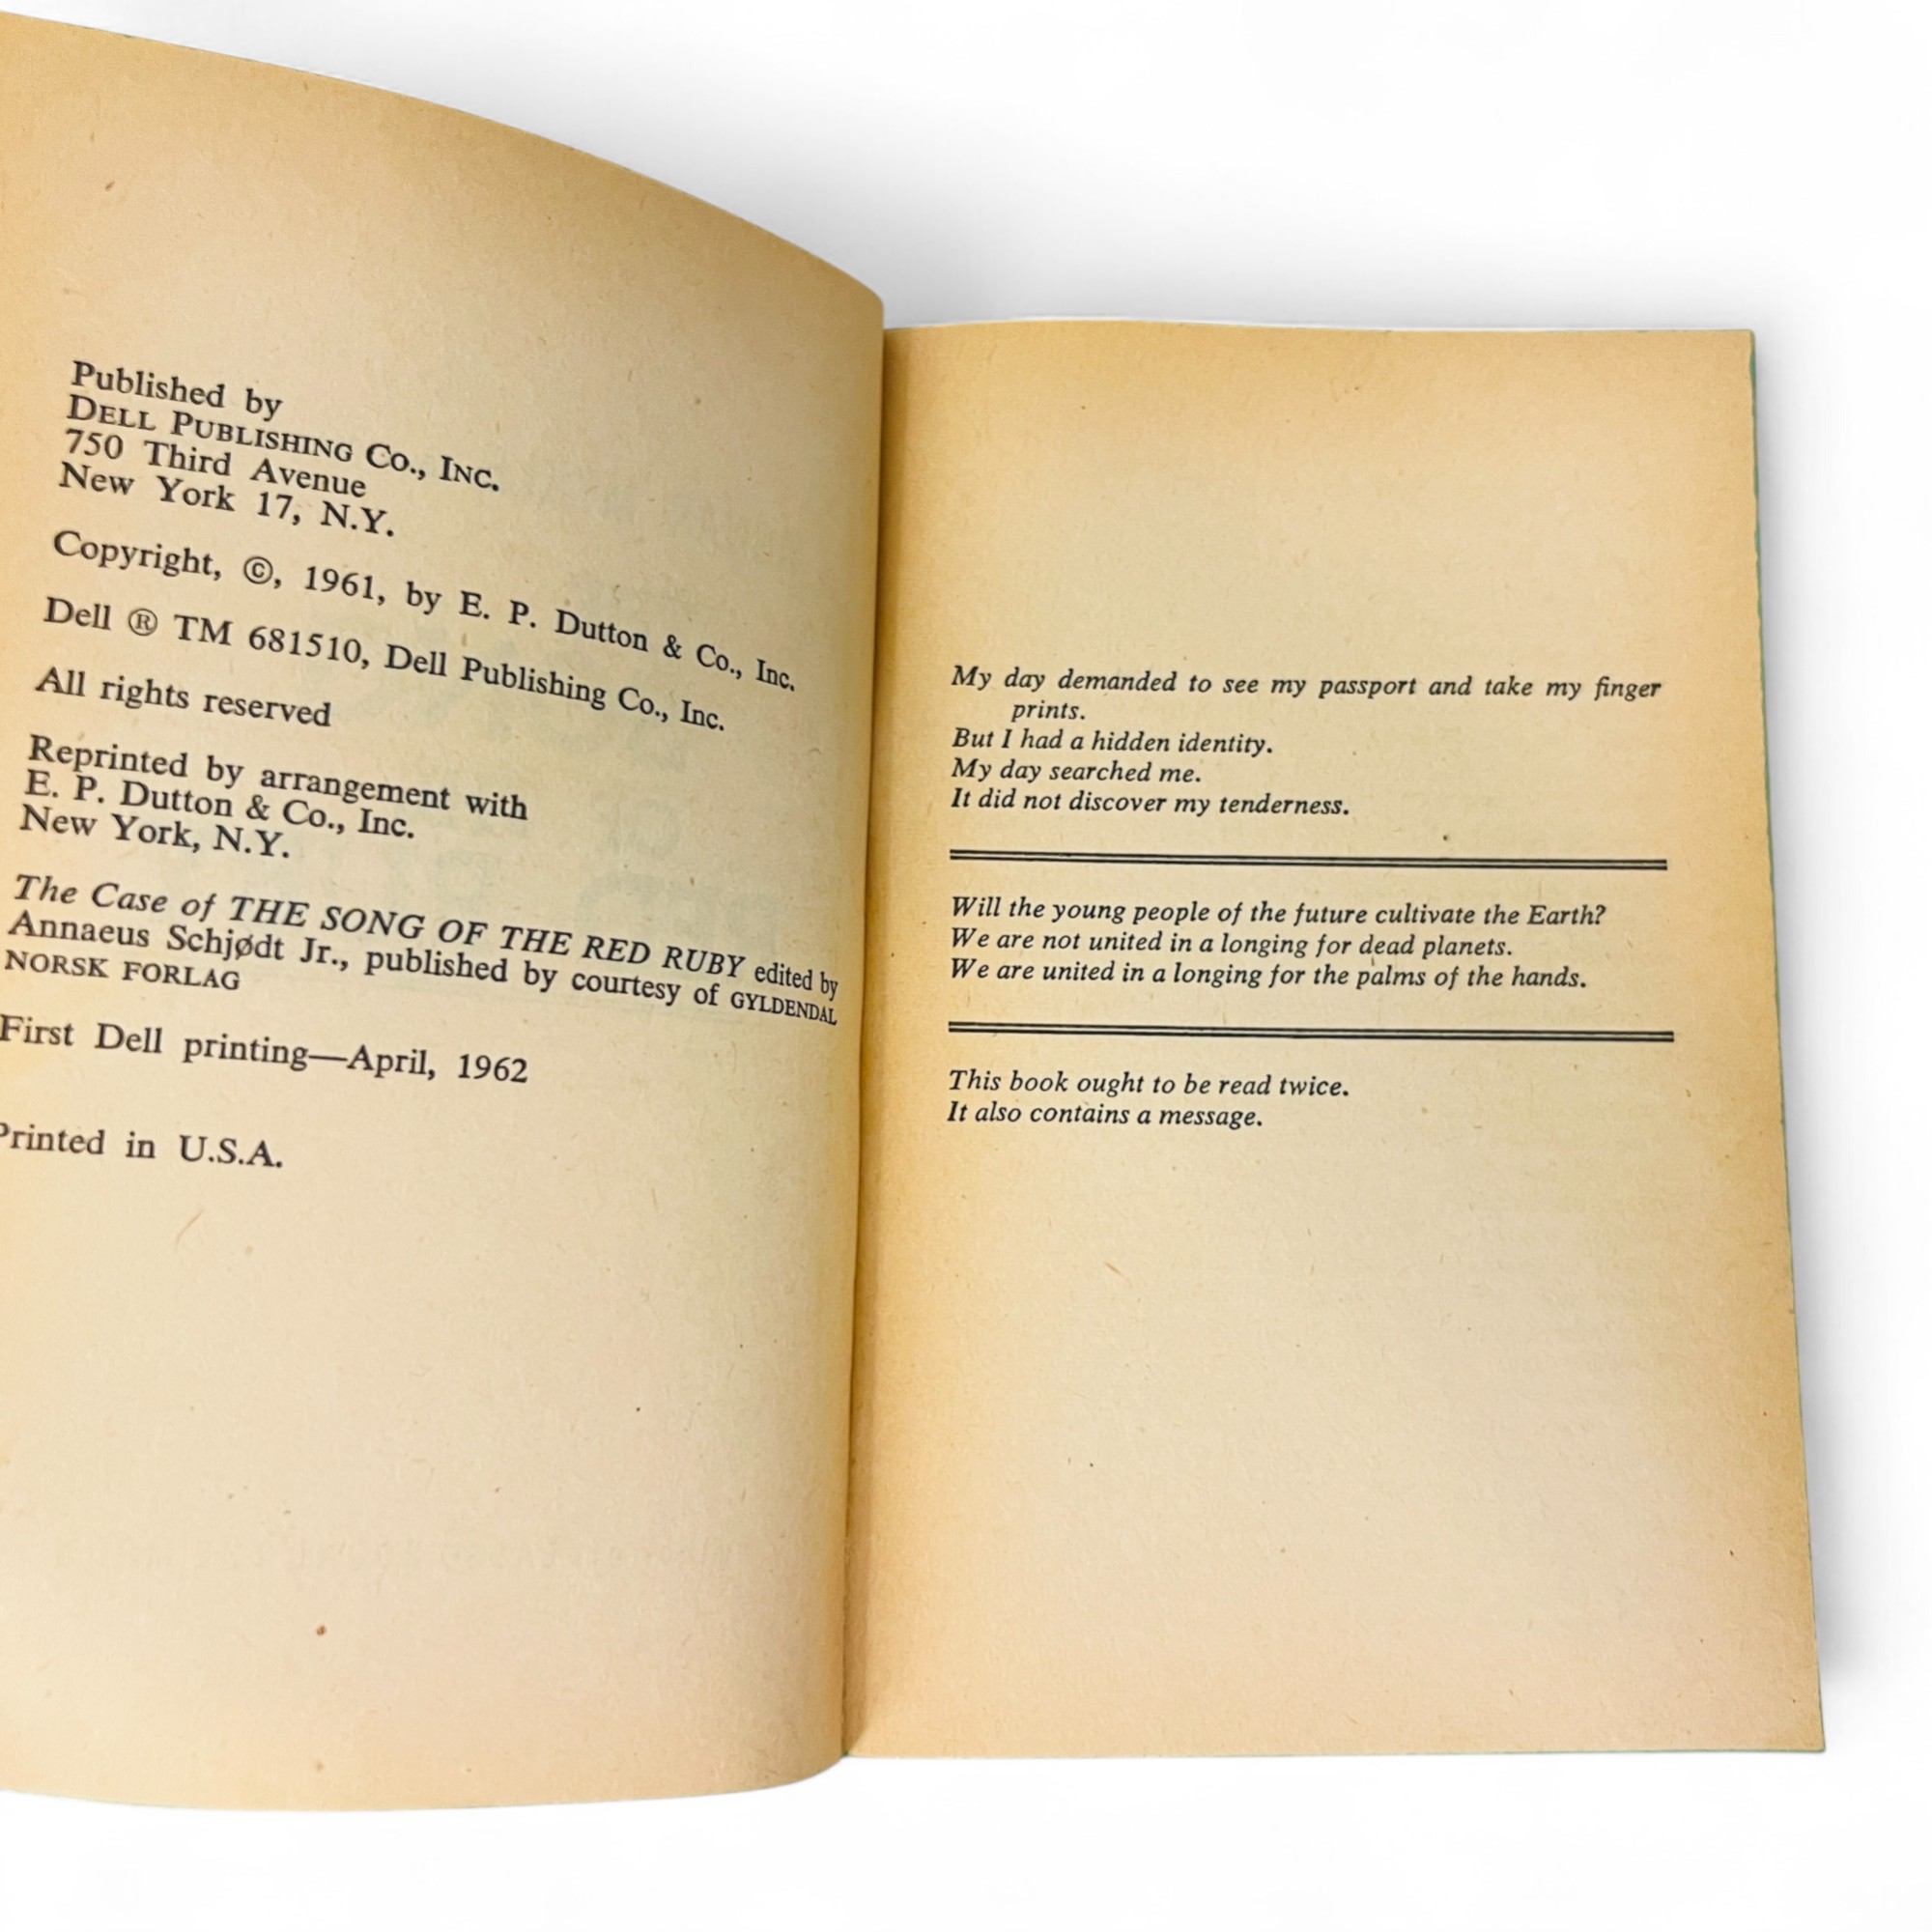 Published by
DELL PUBLISHING CO., INC.
750 Third Avenue
New York 17, N.Y.
Copyright, ©, 1961, by E. P. Dutton & Co., Inc.
Dell ® TM 681510, Dell Publishing Co., Inc.
All rights reserved
Reprinted by arrangement with
E. P. Dutton & Co., Inc.
New York, N.Y.
The Case of THE SONG OF THE RED RUBY edited by
Annaeus Schjødt Jr., published by courtesy of GYLDENDAL
NORSK FORLAG
First Dell printing—April, 1962
Printed in U.S.A.
My day demanded to see my passport and take my finger
prints.
But I had a hidden identity.
My day searched me.
It did not discover my tenderness.
Will the young people of the future cultivate the Earth?
We are not united in a longing for dead planets.
We are united in a longing for the palms of the hands.
This book ought to be read twice.
It also contains a message.